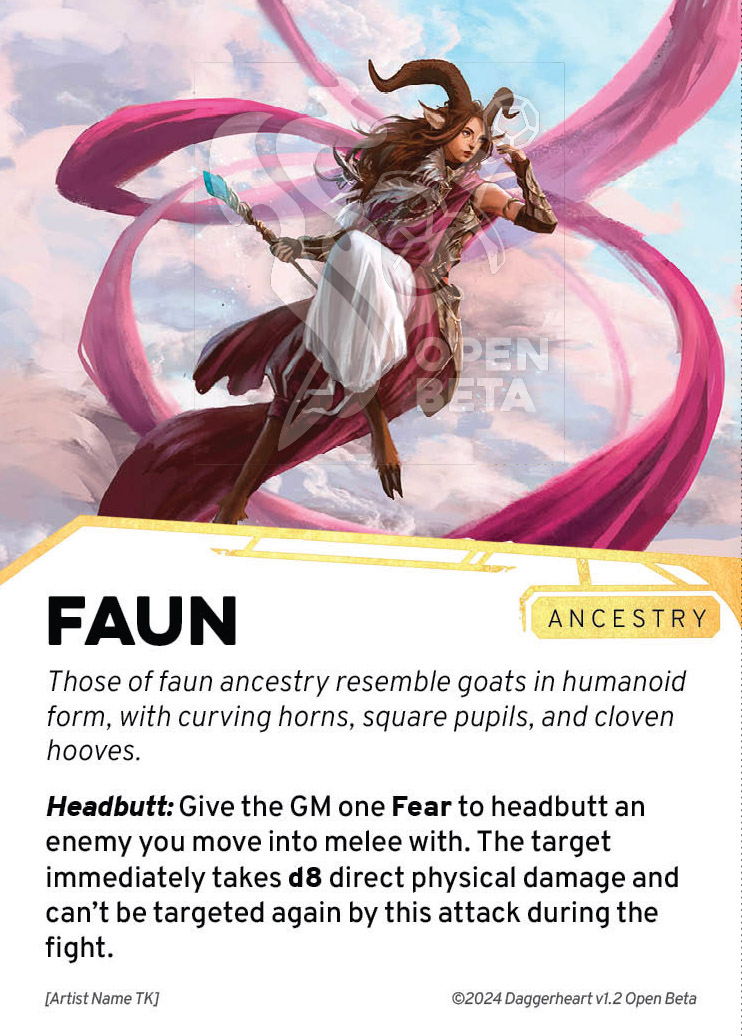 OPEN
BETA
FAUN
ANCESTRY
Those of faun ancestry resemble goats in humanoid
form, with curving horns, square pupils, and cloven
hooves.
Headbutt: Give the GM one Fear to headbutt an
enemy you move into melee with. The target
immediately takes d8 direct physical damage and
can't be targeted again by this attack during the
fight.
[Artist Name TK]
©2024 Daggerheart v1.2 Open Beta